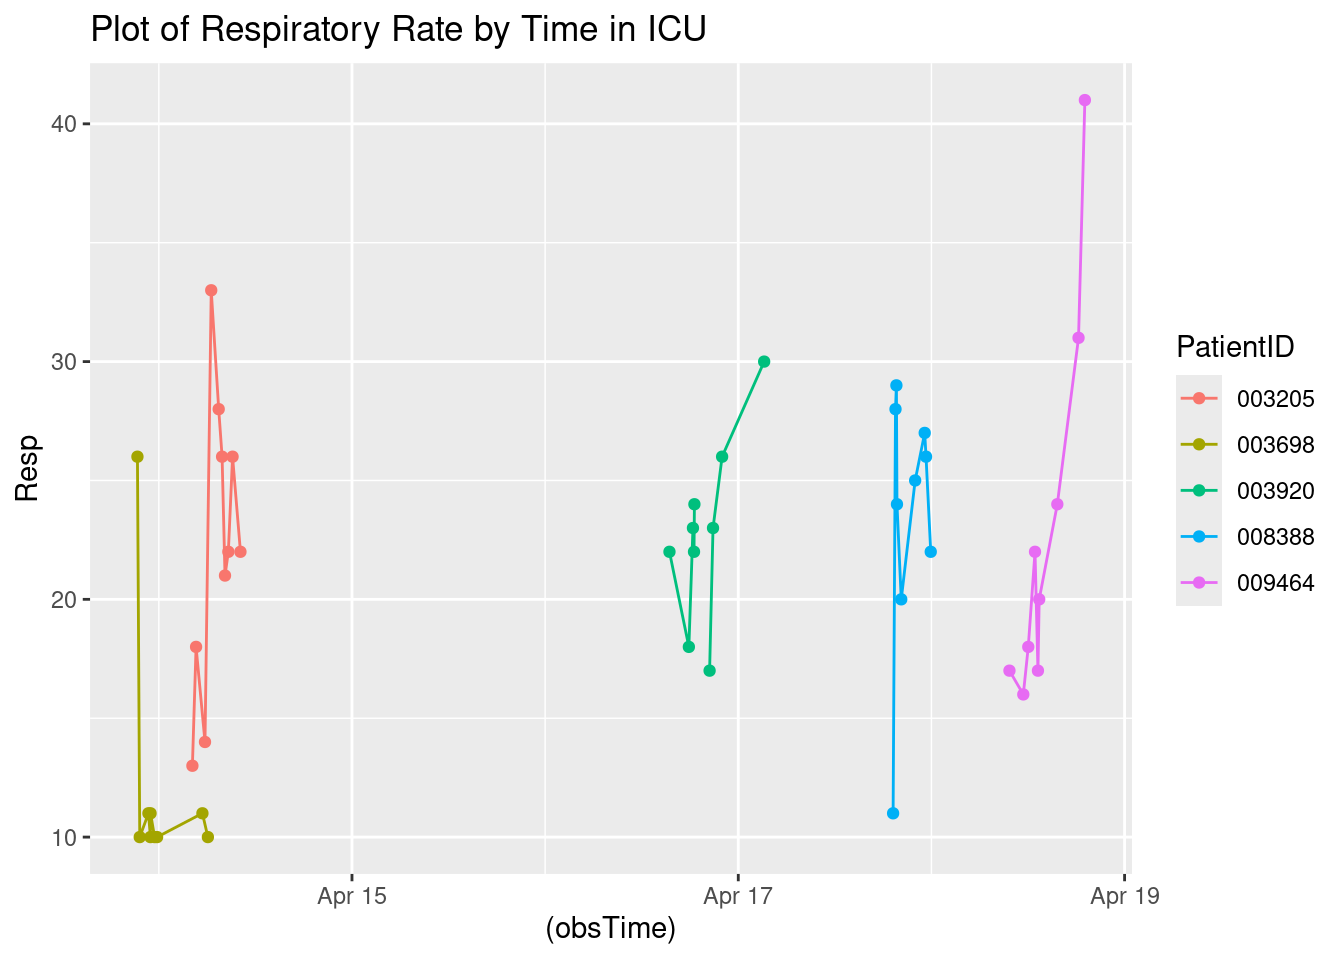 Plot of Respiratory Rate by Time in ICU
40
30
20
10
Resp
Apr 15
Apr 17
Apr 19
(obsTime)
PatientID
003205
003698
003920
008388
009464